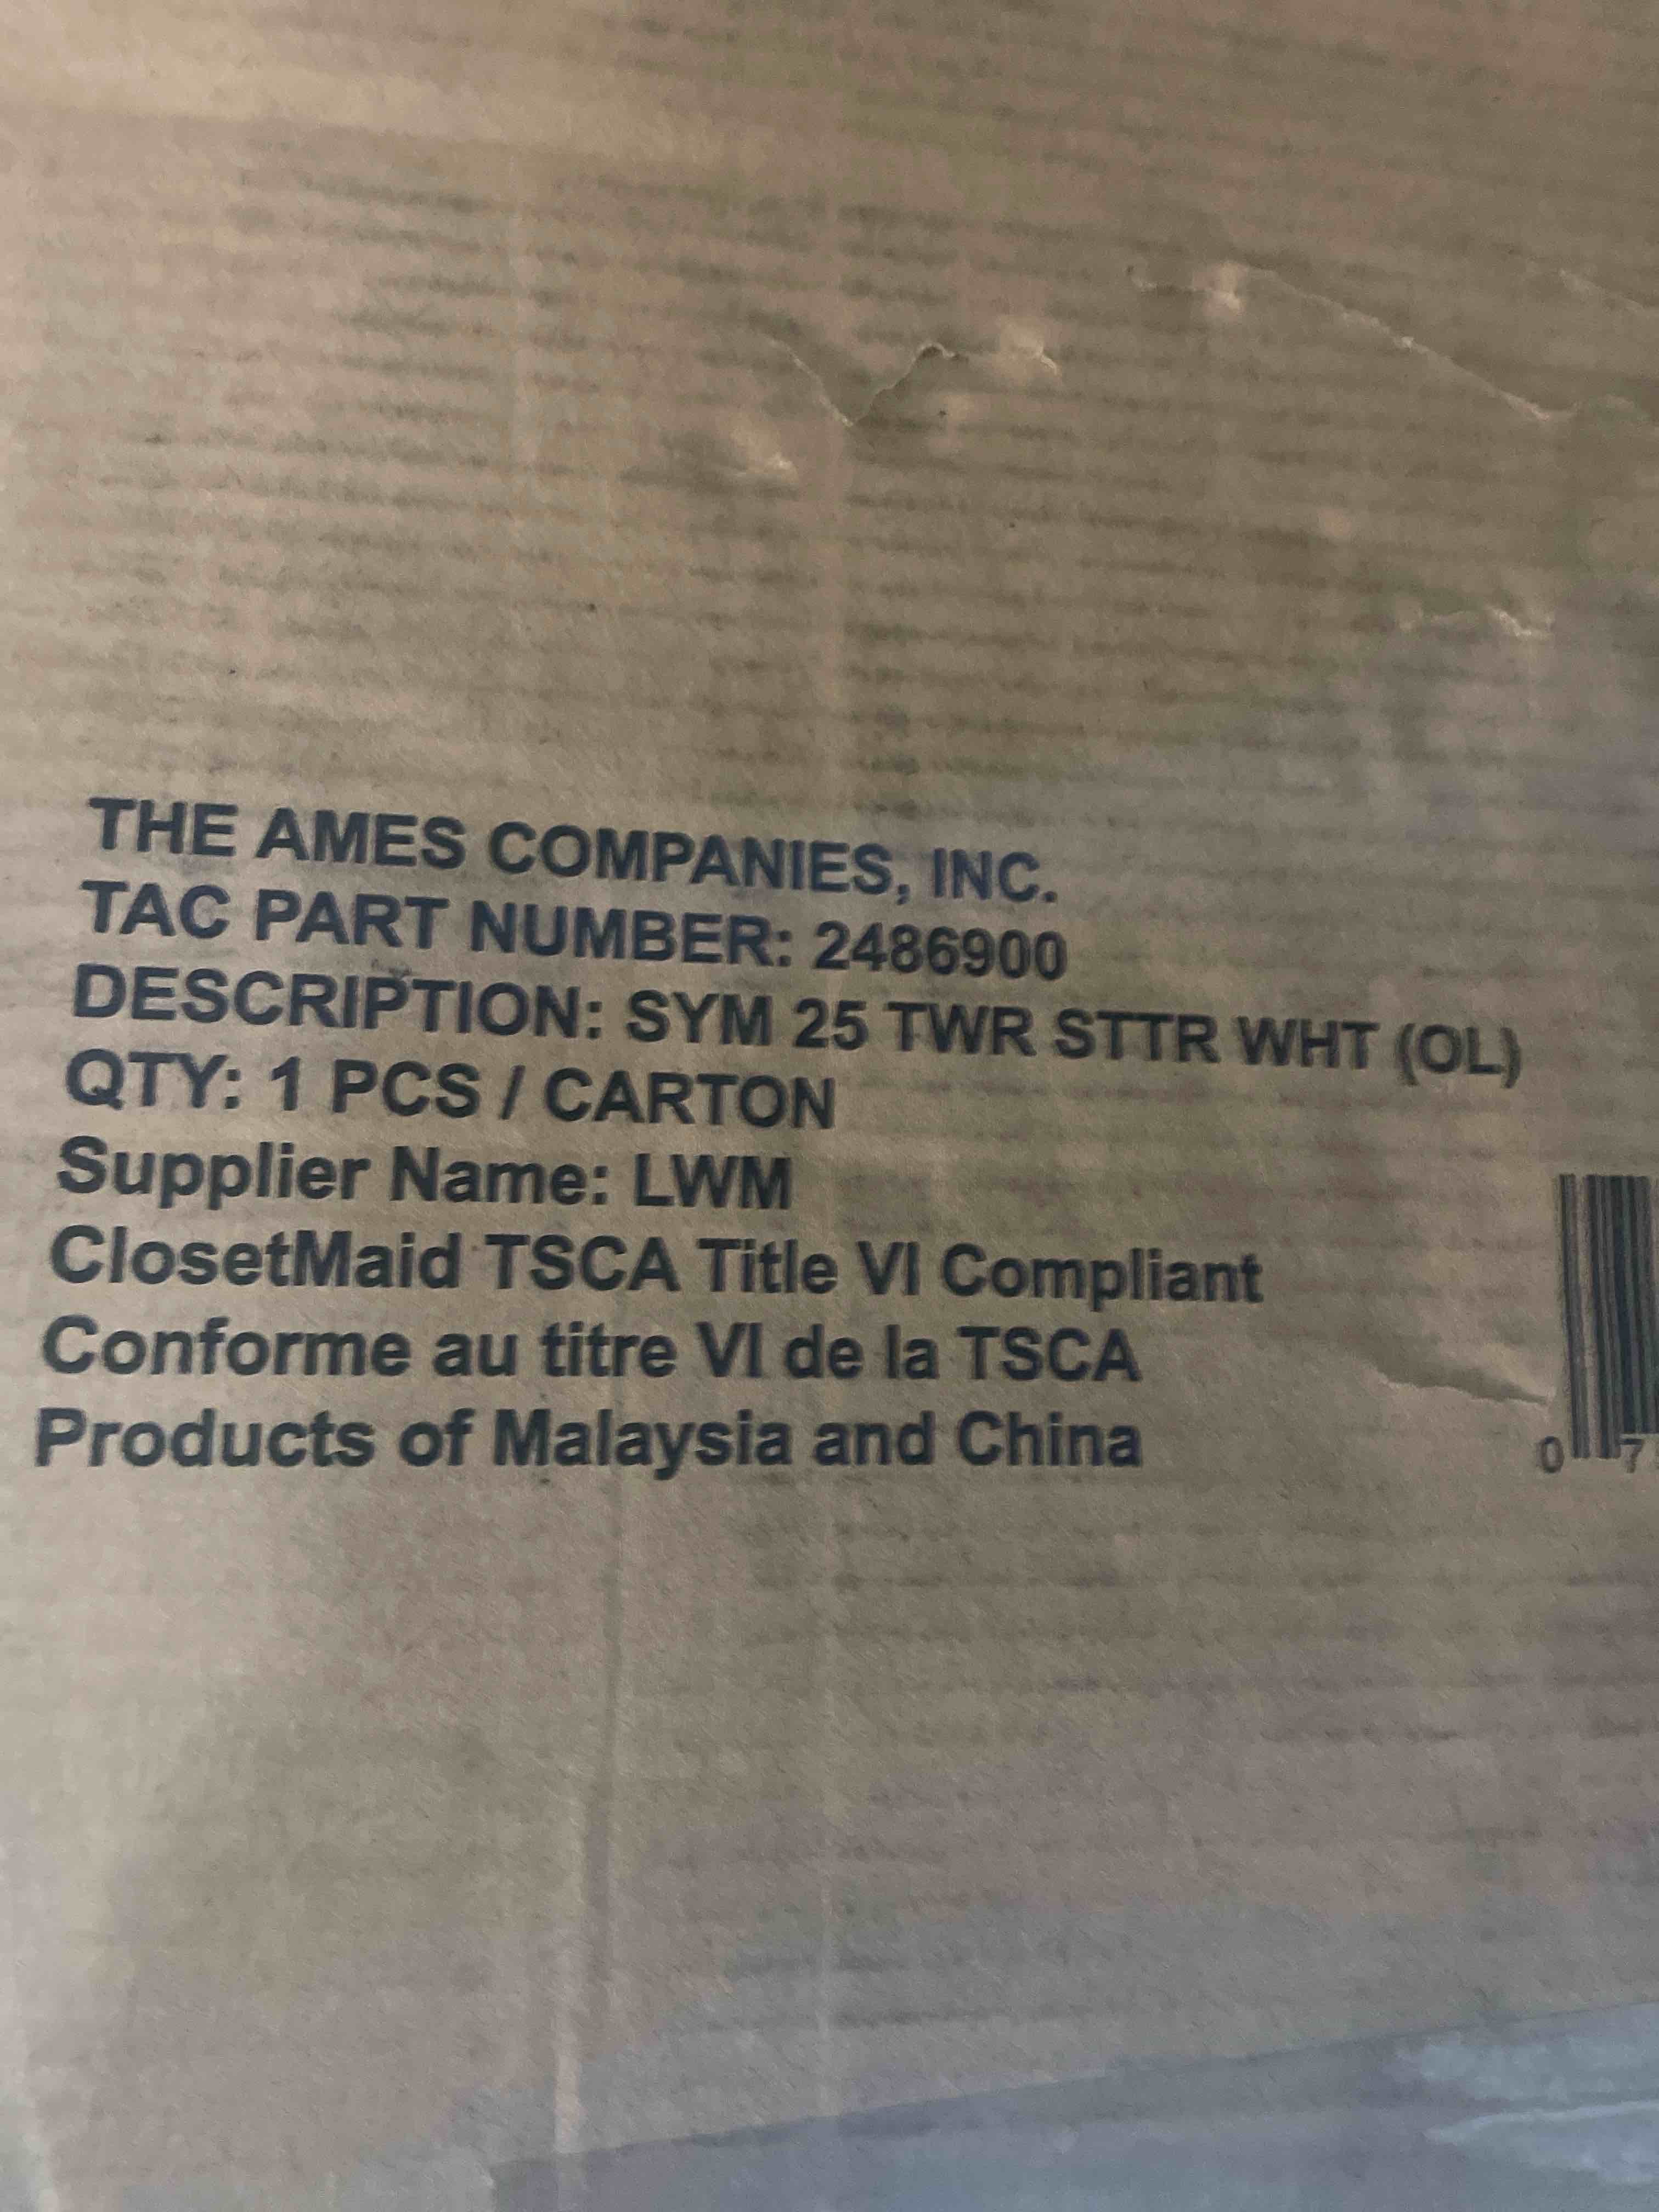 THE AMES COMPANIES, INC.
TAC PART NUMBER: 2486900
DESCRIPTION: SYM 25 TWR STTR WHT (OL)
QTY: 1 PCS / CARTON
Supplier Name: LWM
ClosetMaid TSCA Title VI Compliant
Conforme au titre VI de la TSCA
Products of Malaysia and China
0 7